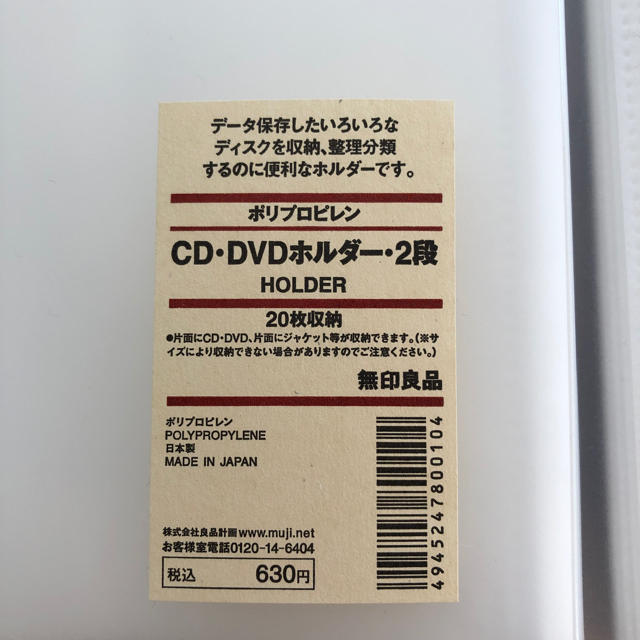 データ保存したいろいろな
ディスクを収納、整理分類
するのに便利なホルダーです。
ポリプロピレン
CD・DVDホルダー・2段
HOLDER
20枚収納
●片面にCD・DVD、片面にジャケット等が収納できます。(※サ
イズにより収納できない場合がありますのでご注意ください。)
無印良品
ポリプロピレン
POLYPROPYLENE
日本製
MADE IN JAPAN
株式会社良品計画 www.muji.net
お客様室電話0120-14-6404
税込 630円
4945247800104